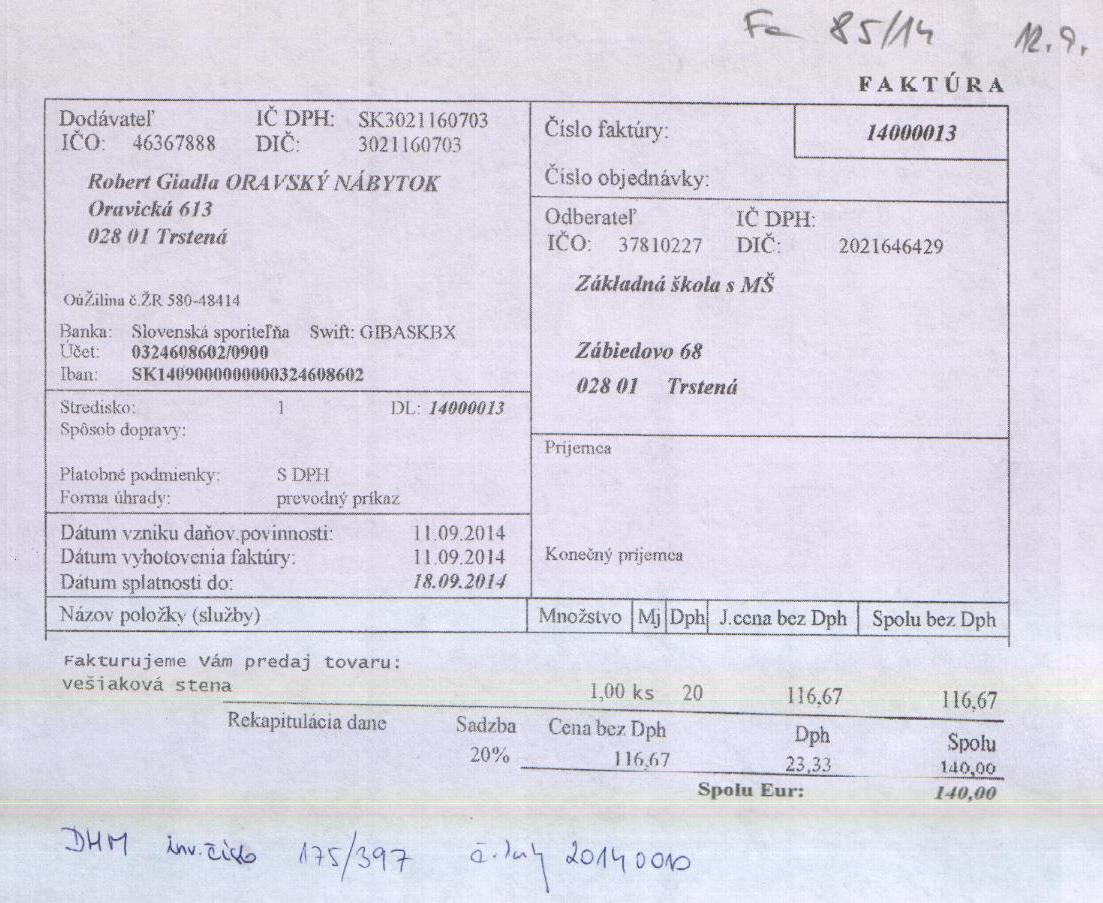 Fa 85/14 12.9.
FAKTÚRA
Dodávateľ IČ DPH: SK3021160703
IČO: 46367888 DIČ: 3021160703
Robert Giadla ORAVSKÝ NÁBYTOK
Oravická 613
028 01 Trstená
OúŽilina č.ŽR 580-48414
Banka: Slovenská sporiteľňa Swift: GIBASKBX
Účet: 0324608602/0900
Iban: SK1409000000000324608602
Číslo faktúry: 14000013
Číslo objednávky:
Odberateľ IČ DPH:
IČO: 37810227 DIČ: 2021646429
Základná škola s MŠ
Zábiedovo 68
028 01 Trstená
Stredisko: 1 DL: 14000013
Spôsob dopravy:
Platobné podmienky: S DPH
Forma úhrady: prevodný príkaz
Príjemca
Konečný príjemca
Dátum vzniku daňov.povinnosti: 11.09.2014
Dátum vyhotovenia faktúry: 11.09.2014
Dátum splatnosti do: 18.09.2014
Názov položky (služby) Množstvo Mj Dph J.cena bez Dph Spolu bez Dph
Fakturujeme Vám predaj tovaru:
vešiaková stena 1,00 ks 20 116,67 116,67
Rekapitulácia dane Sadzba Cena bez Dph Dph Spolu
20% 116,67 23,33 140,00
Spolu Eur: 140,00
DHM inv. číslo 175/397 20140010